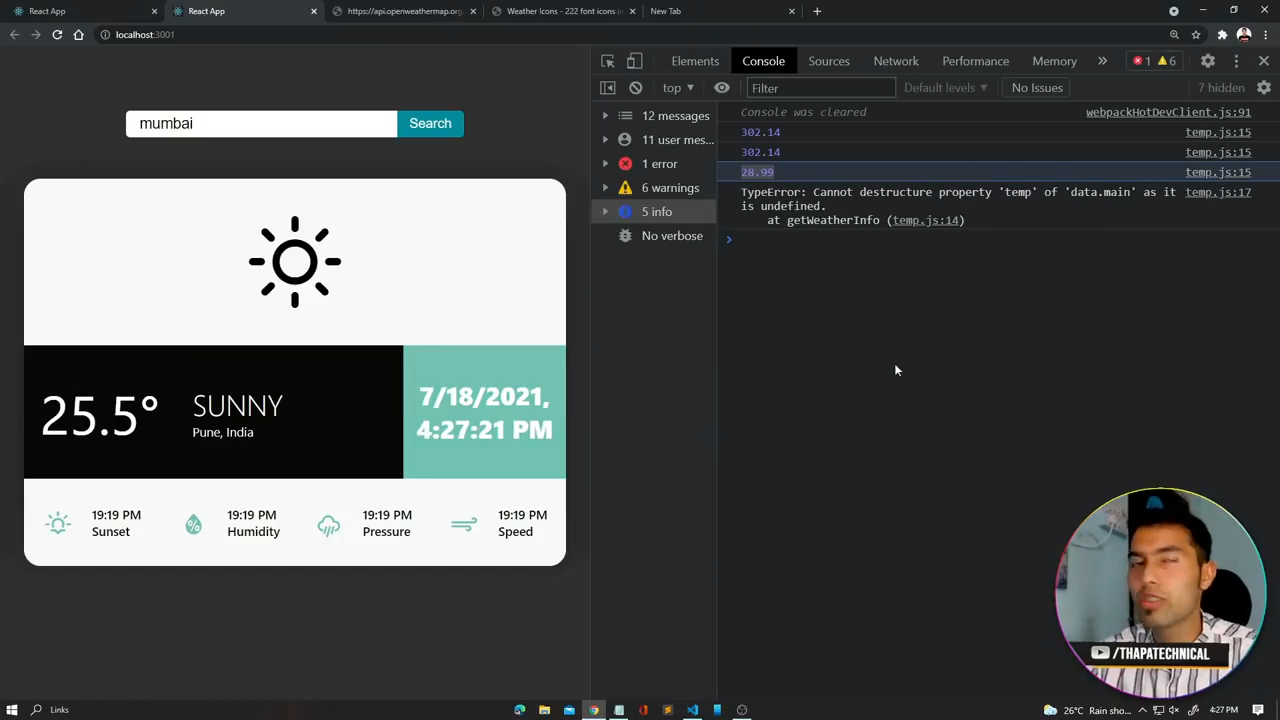 React App
React App
https://api.openweathermap.org
Weather Icons - 222 font icons in
New Tab
localhost:3001
Elements
Console
Sources
Network
Performance
Memory
1
6
top
Filter
Default levels
No Issues
7 hidden
mumbai
Search
12 messages
11 user mes...
1 error
6 warnings
5 info
No verbose
Console was cleared
webpackHotDevClient.js:91
302.14
temp.js:15
302.14
temp.js:15
28.99
temp.js:15
TypeError: Cannot destructure property 'temp' of 'data.main' as it
temp.js:17
is undefined.
at getWeatherInfo (temp.js:14)
25.5°
SUNNY
Pune, India
7/18/2021,
4:27:21 PM
19:19 PM
Sunset
%
19:19 PM
Humidity
19:19 PM
Pressure
19:19 PM
Speed
/THAPATECHNICAL
Links
26°C Rain sho...
4:27 PM